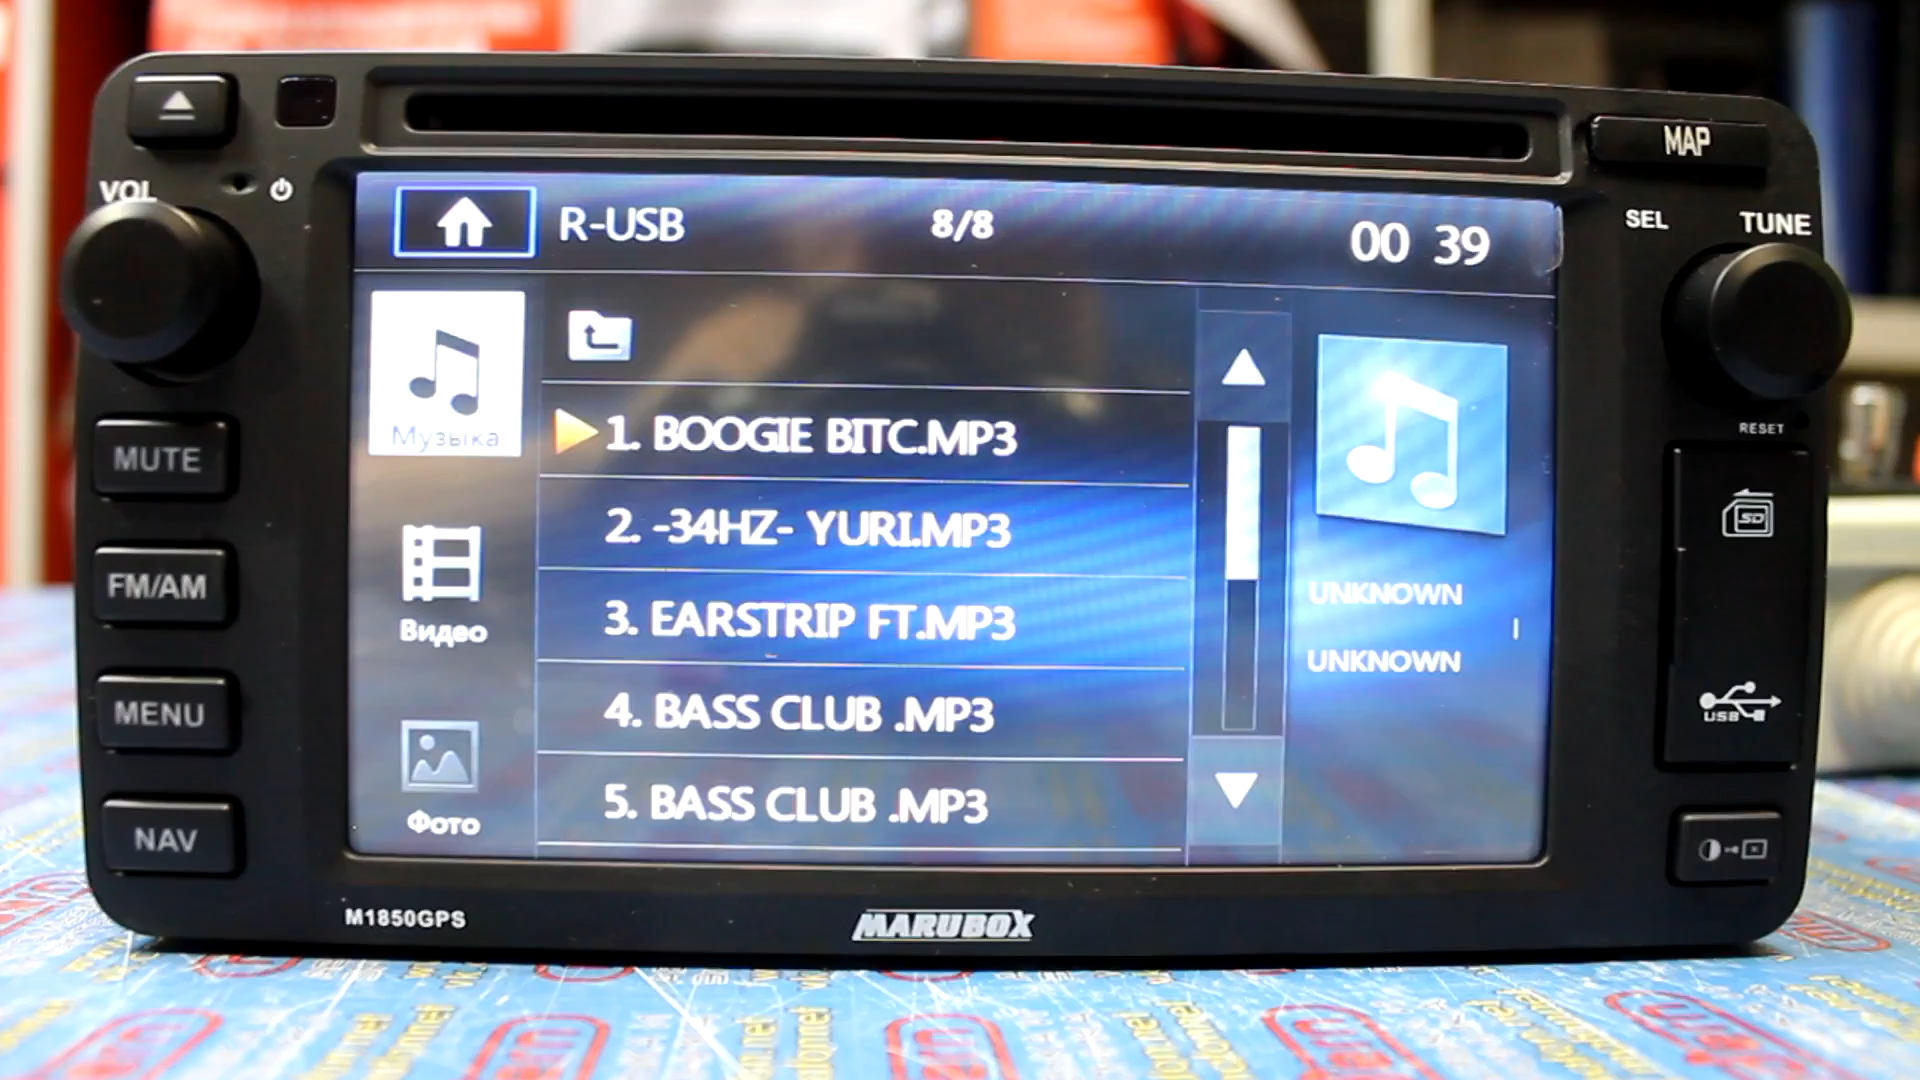 MAP
VOL
SEL
TUNE
R-USB
8/8
00 39
Музыка
1. BOOGIE BITC.MP3
2. -34HZ- YURI.MP3
3. EARSTRIP FT.MP3
4. BASS CLUB .MP3
5. BASS CLUB .MP3
Видео
Фото
UNKNOWN
UNKNOWN
MUTE
FM/AM
MENU
NAV
RESET
SD
USB
M1850GPS
MARUBOX